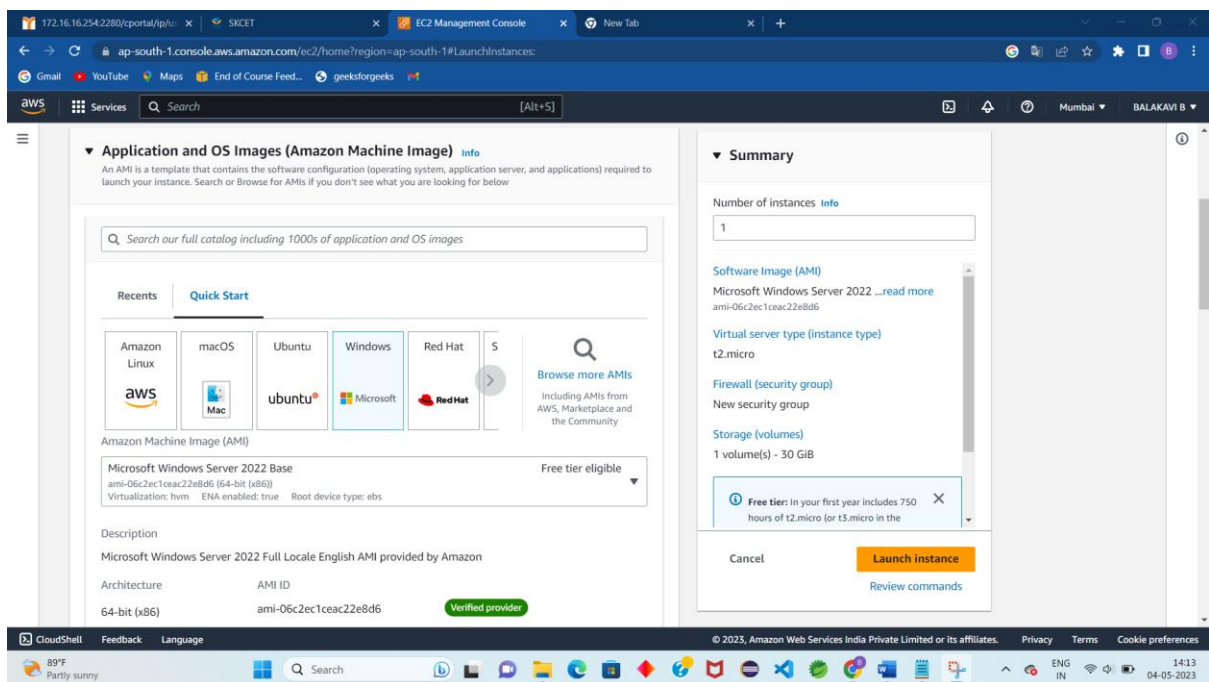 172.16.16.254:2280/cportal/ip/u
SKCET
EC2 Management Console
New Tab
ap-south-1.console.aws.amazon.com/ec2/home?region=ap-south-1#LaunchInstances:
B
Gmail YouTube Maps End of Course Feed... geeksforgeeks
aws Services Search [Alt+S] Mumbai ▼ BALAKAVI B ▼
Application and OS Images (Amazon Machine Image) Info
An AMI is a template that contains the software configuration (operating system, application server, and applications) required to
launch your instance. Search or Browse for AMIs if you don't see what you are looking for below
Search our full catalog including 1000s of application and OS images
Recents Quick Start
Amazon Linux
aws
macOS
Mac
Ubuntu
ubuntu
Windows
Microsoft
Red Hat
Red Hat
S
Browse more AMIs
Including AMIs from
AWS, Marketplace and
the Community
Amazon Machine Image (AMI)
Microsoft Windows Server 2022 Base Free tier eligible
ami-06c2ec1ceac22e8d6 (64-bit (x86))
Virtualization: hvm ENA enabled: true Root device type: ebs
Description
Microsoft Windows Server 2022 Full Locale English AMI provided by Amazon
Architecture AMI ID
64-bit (x86) ami-06c2ec1ceac22e8d6 Verified provider
Summary
Number of instances Info
1
Software Image (AMI)
Microsoft Windows Server 2022 ...read more
ami-06c2ec1ceac22e8d6
Virtual server type (instance type)
t2.micro
Firewall (security group)
New security group
Storage (volumes)
1 volume(s) - 30 GiB
Free tier: In your first year includes 750
hours of t2.micro (or t3.micro in the
Cancel Launch instance
Review commands
CloudShell Feedback Language © 2023, Amazon Web Services India Private Limited or its affiliates. Privacy Terms Cookie preferences
89°F
Partly sunny
Search
ENG
IN
14:13
04-05-2023